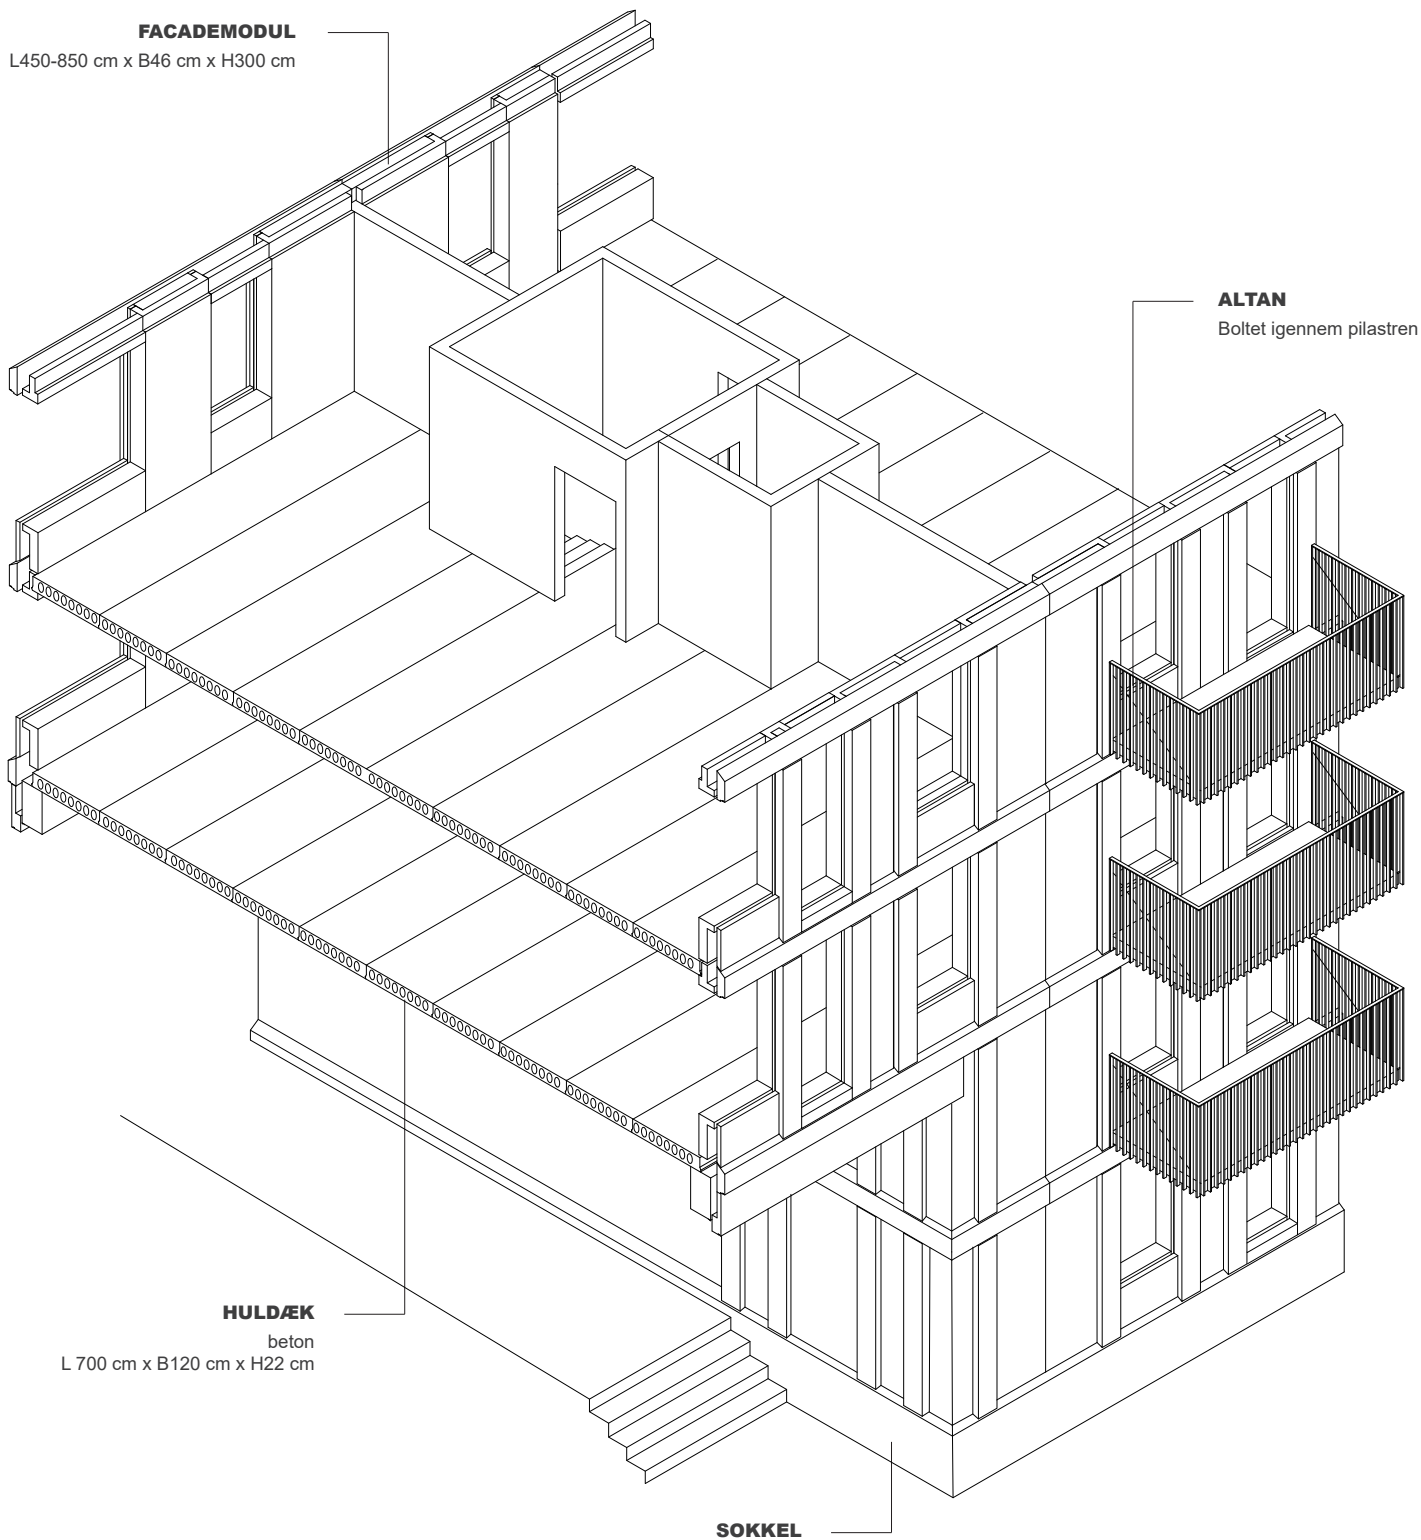 FACADEMODUL
L450-850 cm x B46 cm x H300 cm
ALTAN
Boltet igennem pilastren
HULDÆK
beton
L 700 cm x B120 cm x H22 cm
SOKKEL